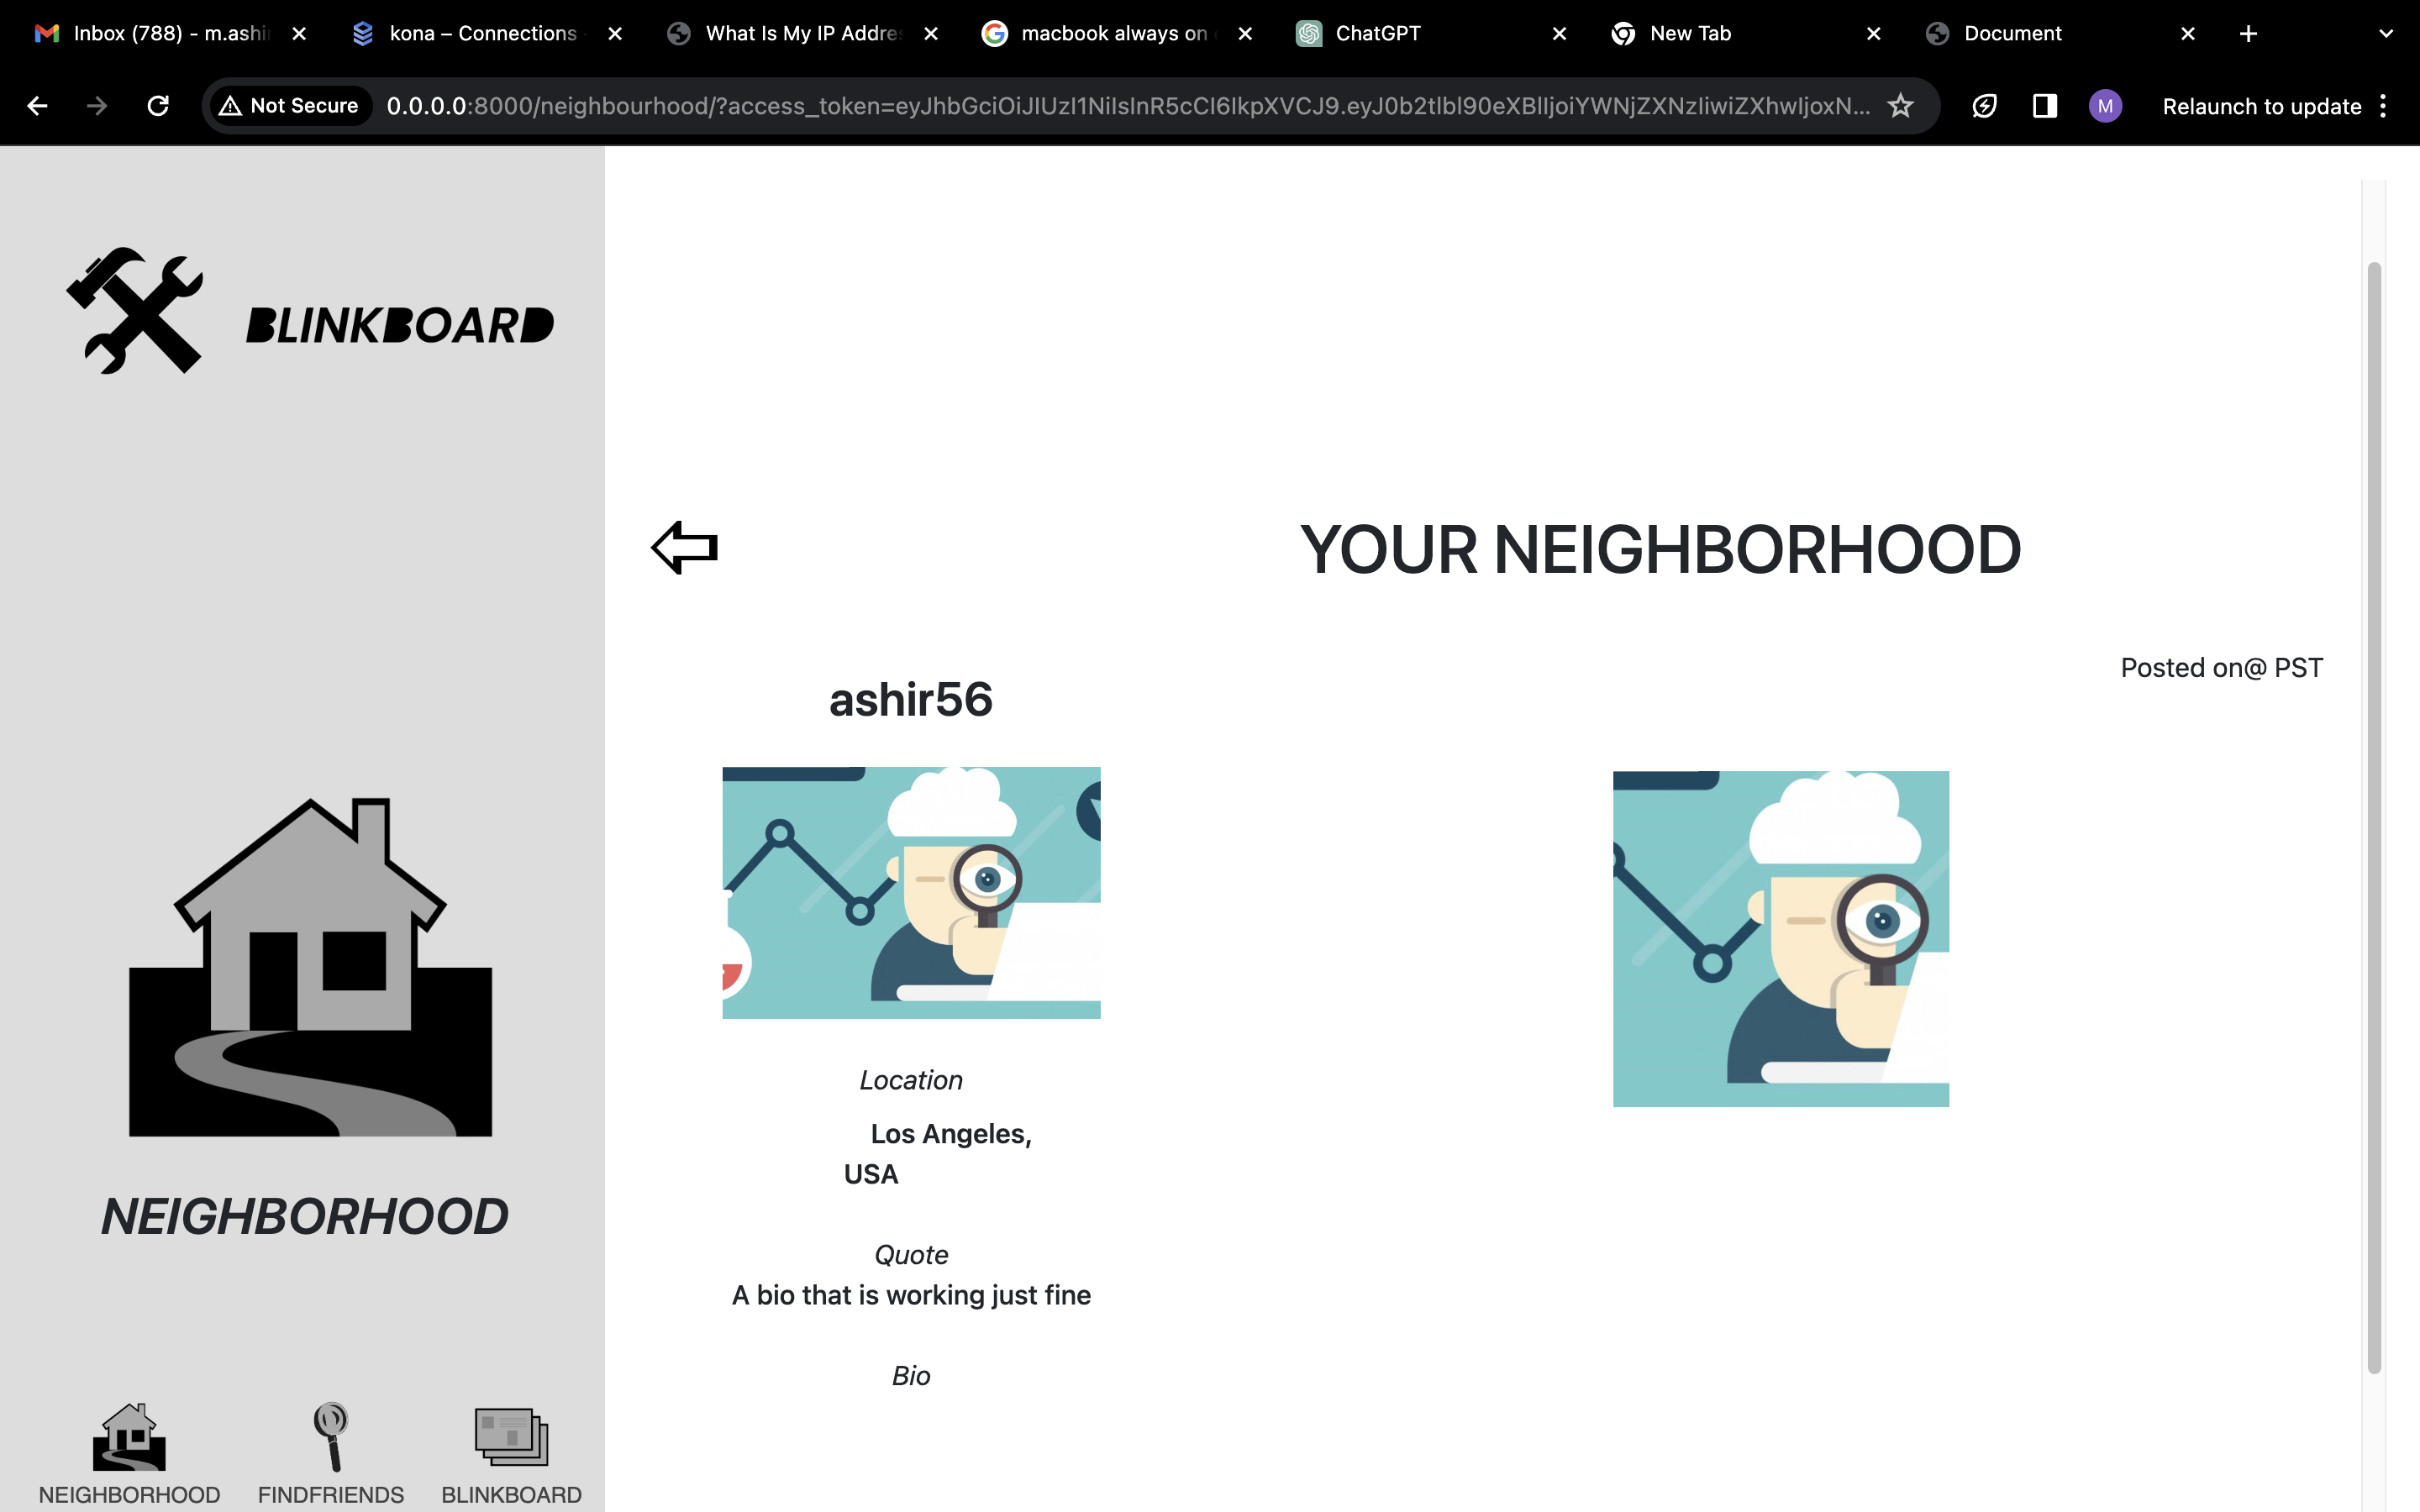 Inbox (788) - m.ashi
kona – Connections
What Is My IP Addre
macbook always on
ChatGPT
New Tab
Document
Not Secure
0.0.0.0:8000/neighbourhood/?access_token=eyJhbGciOiJIUzI1NiIsInR5cCI6IkpXVCJ9.eyJ0b2tlbl90eXBlIjoiYWNjZXNzIiwiZXhwIjoxN...
M
Relaunch to update
BLINKBOARD
YOUR NEIGHBORHOOD
Posted on@ PST
ashir56
Location
Los Angeles,
USA
Quote
A bio that is working just fine
Bio
NEIGHBORHOOD
NEIGHBORHOOD
FINDFRIENDS
BLINKBOARD